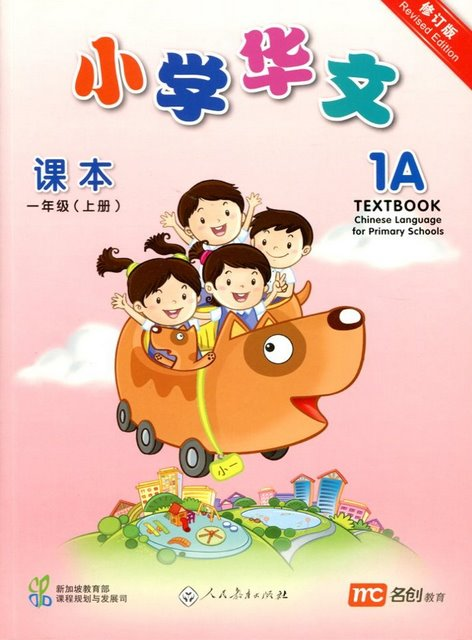 修订版
Revised Edition
小学华文
课本
一年级（上册）
1A
TEXTBOOK
Chinese Language
for Primary Schools
小一
新加坡教育部
课程规划与发展司
人民教育出版社
mc 名创教育